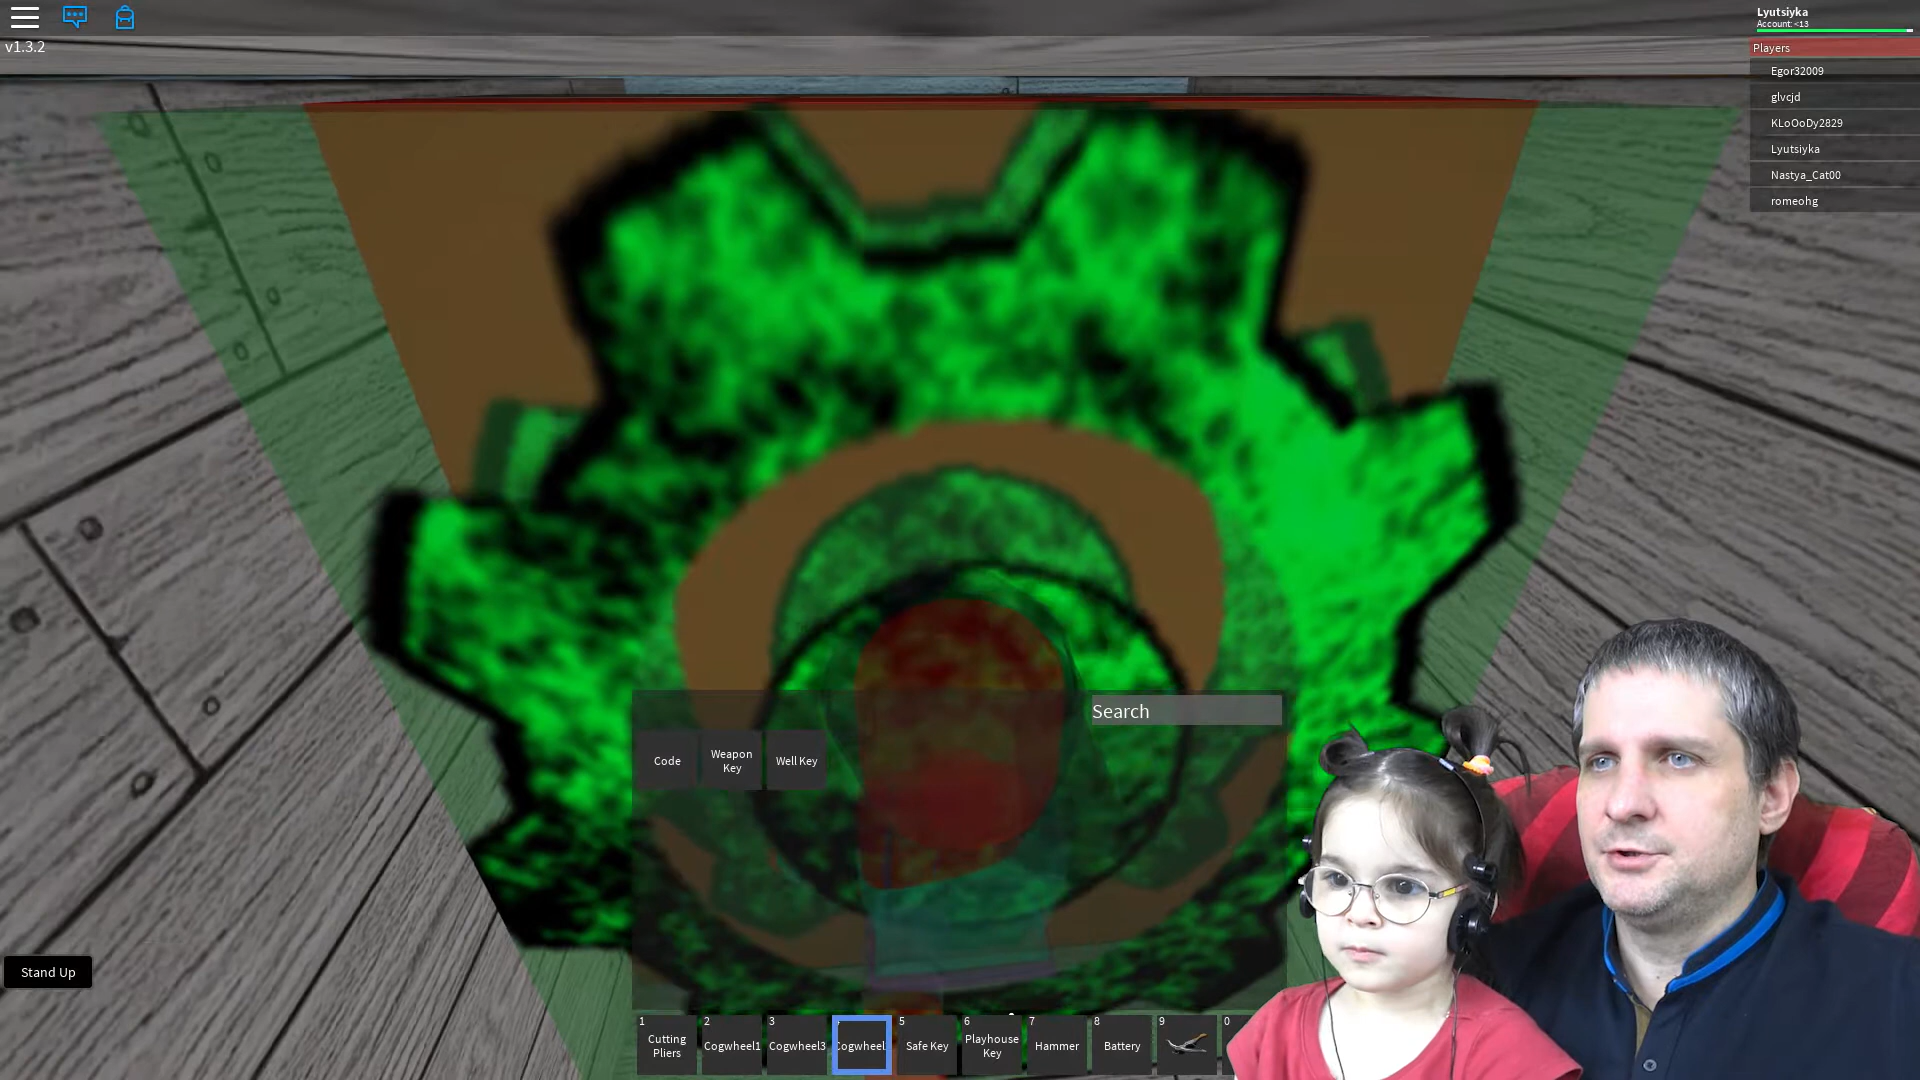 Lyutsiyka
Account: <13
v1.3.2
Players
Egor32009
glvcjd
KLoOoDy2829
Lyutsiyka
Nastya_Cat00
romeohg
Search
Code
Weapon
Key
Well Key
Stand Up
1
2
3
5
6
7
8
9
0
Cutting
Pliers
Cogwheel1
Cogwheel3
Cogwheel
Safe Key
Playhouse
Key
Hammer
Battery